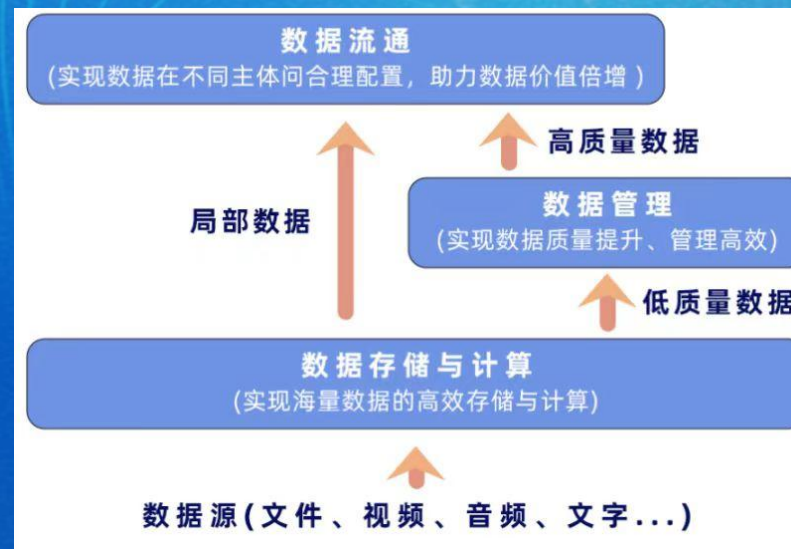 数据流通
(实现数据在不同主体问合理配置，助力数据价值倍增 )
高质量数据
局部数据
数据管理
(实现数据质量提升、管理高效)
低质量数据
数据存储与计算
(实现海量数据的高效存储与计算)
数据源(文件、视频、音频、文字...)